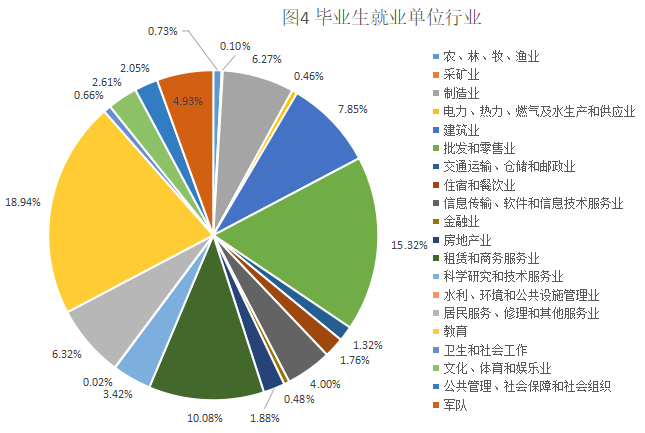 图4 毕业生就业单位行业
0.73%
0.10%
6.27%
0.46%
7.85%
15.32%
1.32%
1.76%
4.00%
0.48%
1.88%
10.08%
3.42%
0.02%
6.32%
18.94%
0.66%
2.61%
2.05%
4.93%
农、林、牧、渔业
采矿业
制造业
电力、热力、燃气及水生产和供应业
建筑业
批发和零售业
交通运输、仓储和邮政业
住宿和餐饮业
信息传输、软件和信息技术服务业
金融业
房地产业
租赁和商务服务业
科学研究和技术服务业
水利、环境和公共设施管理业
居民服务、修理和其他服务业
教育
卫生和社会工作
文化、体育和娱乐业
公共管理、社会保障和社会组织
军队